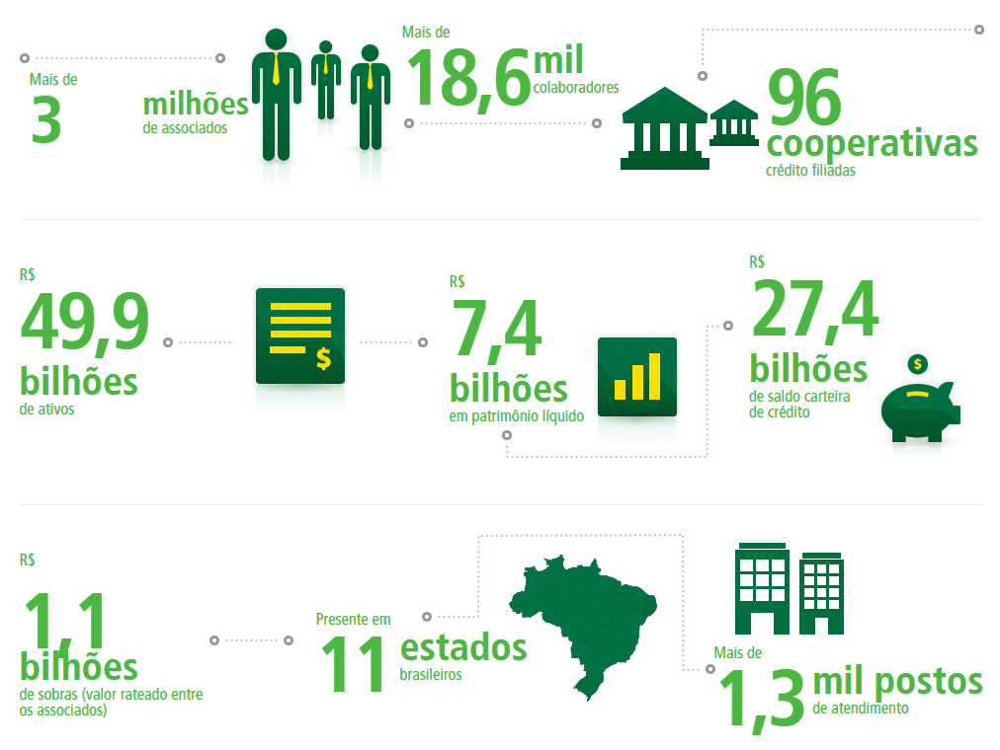 Mais de
3 milhões
de associados
Mais de
18,6 mil
colaboradores
96
cooperativas
crédito filiadas
R$
49,9
bilhões
de ativos
$
R$
7,4
bilhões
em patrimônio líquido
R$
27,4
bilhões
de saldo carteira
de crédito
$
R$
1,1
bilhões
de sobras (valor rateado entre
os associados)
Presente em
11 estados
brasileiros
Mais de
1,3 mil postos
de atendimento